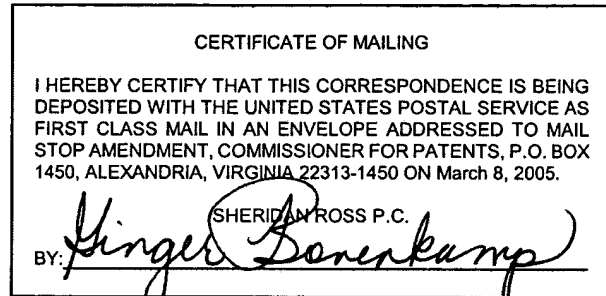 CERTIFICATE OF MAILING
I HEREBY CERTIFY THAT THIS CORRESPONDENCE IS BEING
DEPOSITED WITH THE UNITED STATES POSTAL SERVICE AS
FIRST CLASS MAIL IN AN ENVELOPE ADDRESSED TO MAIL
STOP AMENDMENT, COMMISSIONER FOR PATENTS, P.O. BOX
1450, ALEXANDRIA, VIRGINIA 22313-1450 ON March 8, 2005.
SHERIDAN ROSS P.C.
BY: Ginger Bonenkamp